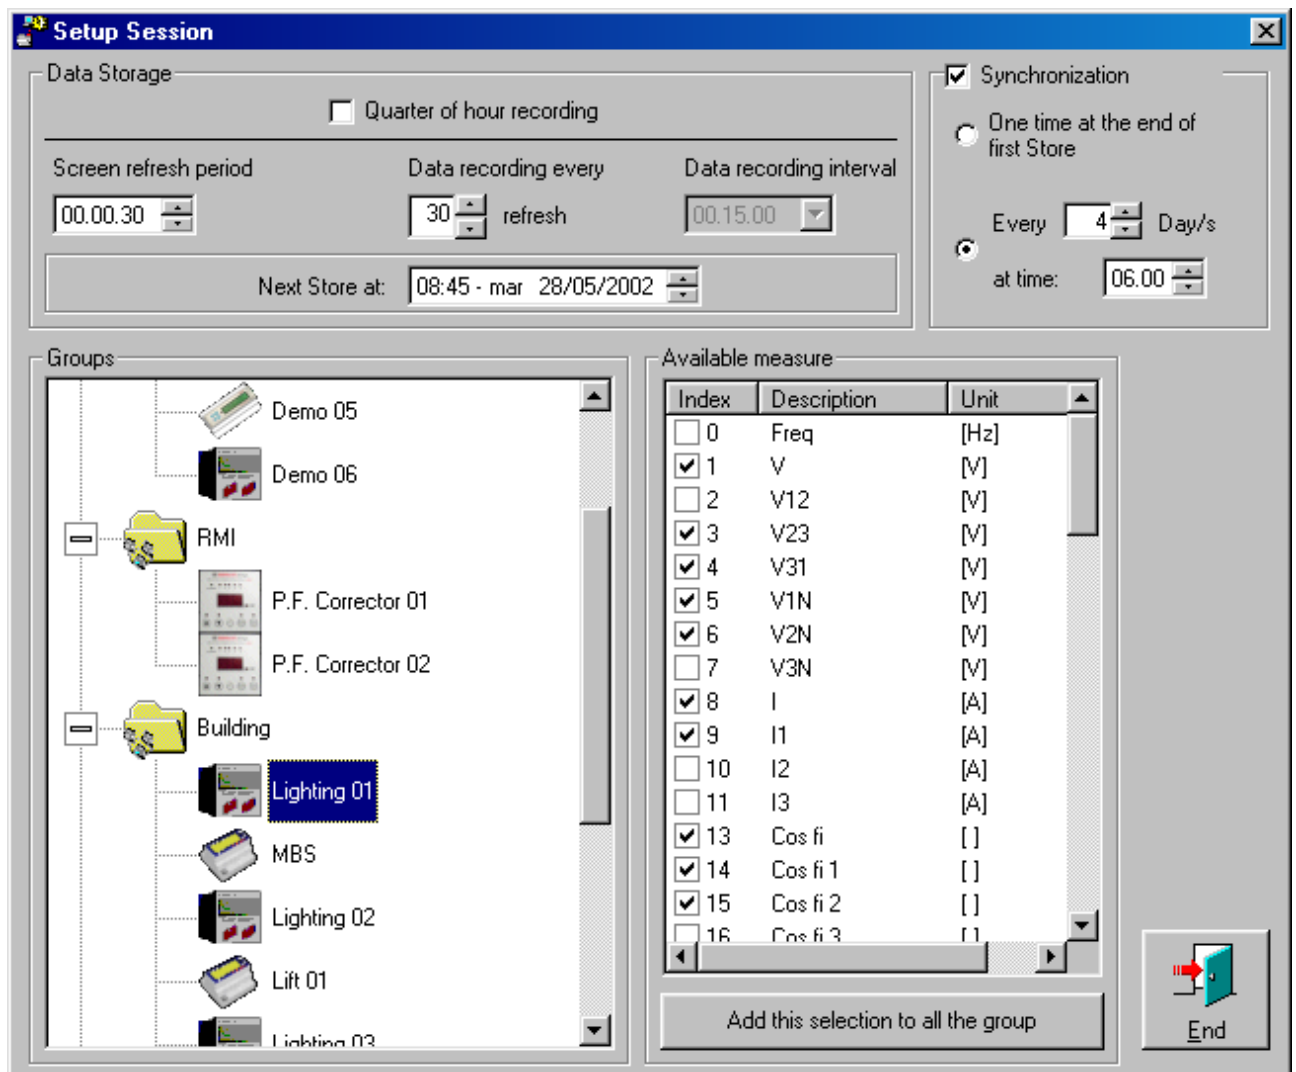 Setup Session
Data Storage
Quarter of hour recording
Screen refresh period
Data recording every
Data recording interval
00.00.30
30
refresh
00.15.00
Next Store at:
08:45 - mar 28/05/2002
Synchronization
One time at the end of
first Store
Every 4 Day/s
at time: 06.00
Groups
Demo 05
Demo 06
RMI
P.F. Corrector 01
P.F. Corrector 02
Building
Lighting 01
MBS
Lighting 02
Lift 01
Lighting 03
Available measure
Index Description Unit
0 Freq [Hz]
1 V [V]
2 V12 [V]
3 V23 [V]
4 V31 [V]
5 V1N [V]
6 V2N [V]
7 V3N [V]
8 I [A]
9 I1 [A]
10 I2 [A]
11 I3 [A]
13 Cos fi [ ]
14 Cos fi 1 [ ]
15 Cos fi 2 [ ]
16 Cos fi 3 [ ]
Add this selection to all the group
End